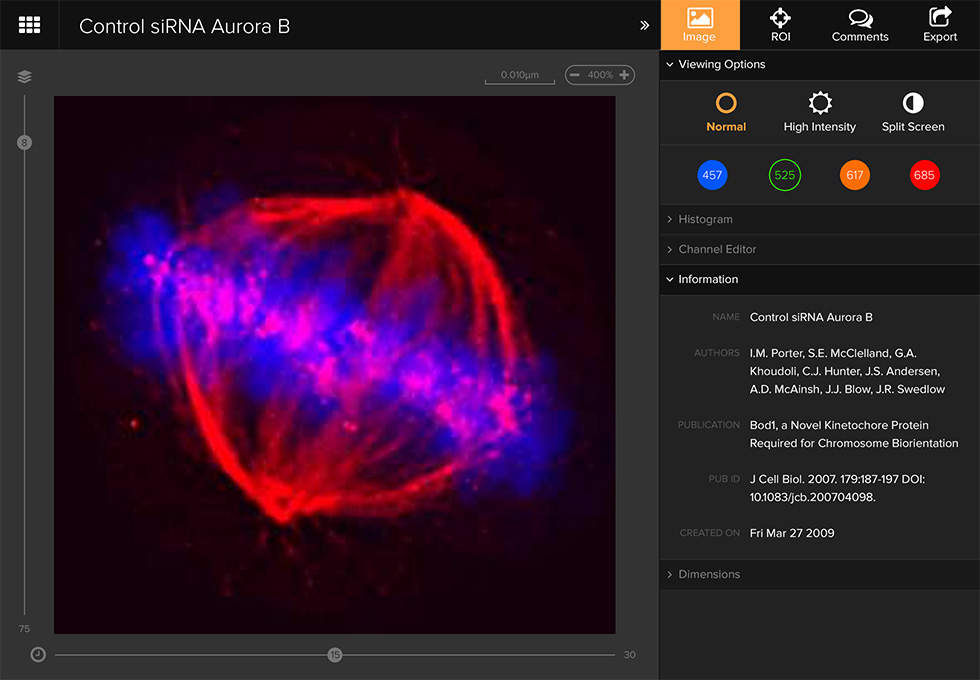 Control siRNA Aurora B
»
Image
ROI
Comments
Export
0.010µm
400%
8
75
15
30
Viewing Options
Normal
High Intensity
Split Screen
457
525
617
685
Histogram
Channel Editor
Information
NAME Control siRNA Aurora B
AUTHORS I.M. Porter, S.E. McClelland, G.A.
Khoudoli, C.J. Hunter, J.S. Andersen,
A.D. McAinsh, J.J. Blow, J.R. Swedlow
PUBLICATION Bod1, a Novel Kinetochore Protein
Required for Chromosome Biorientation
PUB ID J Cell Biol. 2007. 179:187-197 DOI:
10.1083/jcb.200704098.
CREATED ON Fri Mar 27 2009
Dimensions